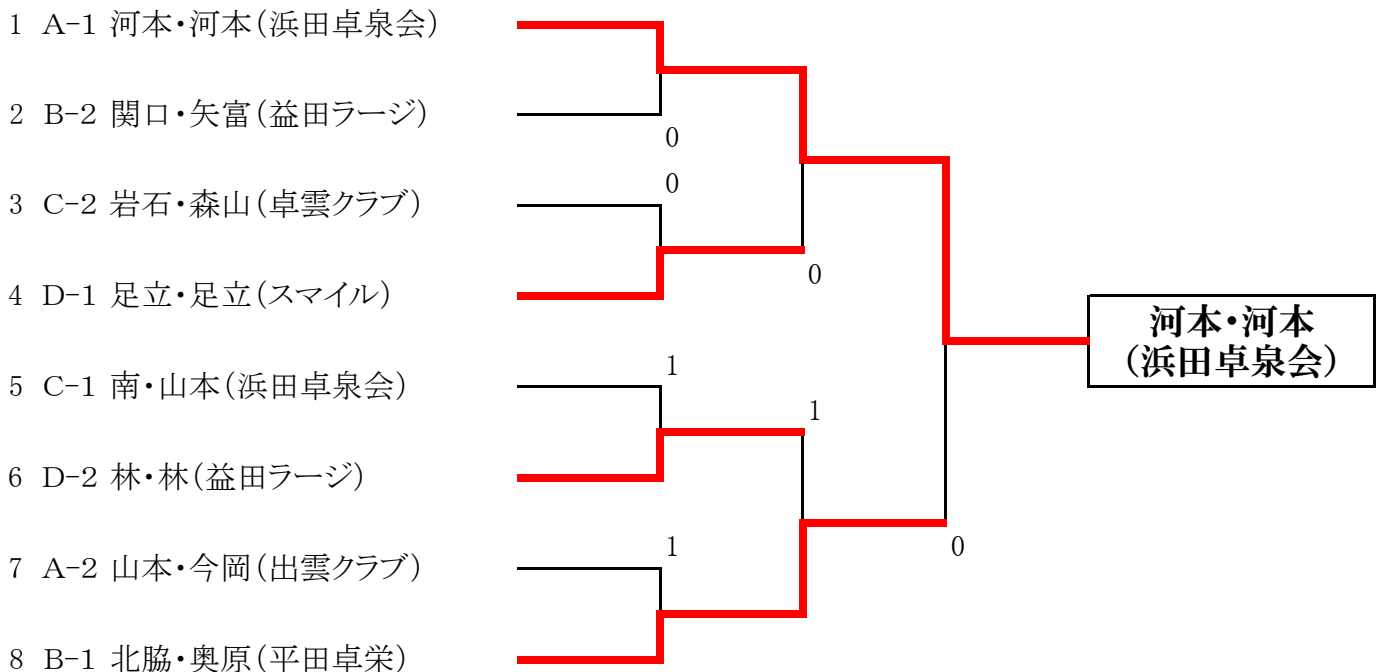 1 A-1 河本・河本(浜田卓泉会)
2 B-2 関口・矢富(益田ラージ)
0
0
3 C-2 岩石・森山(卓雲クラブ)
0
4 D-1 足立・足立(スマイル)
河本・河本
(浜田卓泉会)
1
5 C-1 南・山本(浜田卓泉会)
1
6 D-2 林・林(益田ラージ)
1
0
7 A-2 山本・今岡(出雲クラブ)
8 B-1 北脇・奥原(平田卓栄)